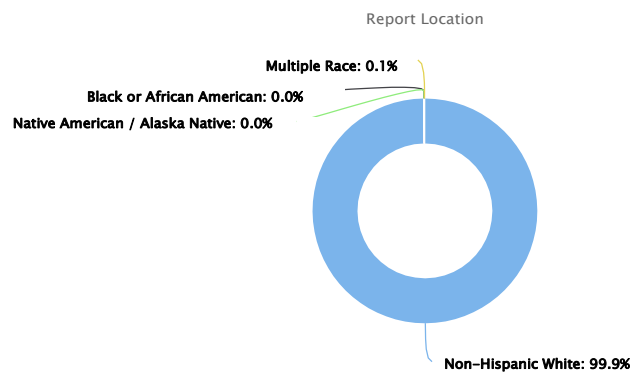 Report Location
Multiple Race: 0.1%
Black or African American: 0.0%
Native American / Alaska Native: 0.0%
Non-Hispanic White: 99.9%